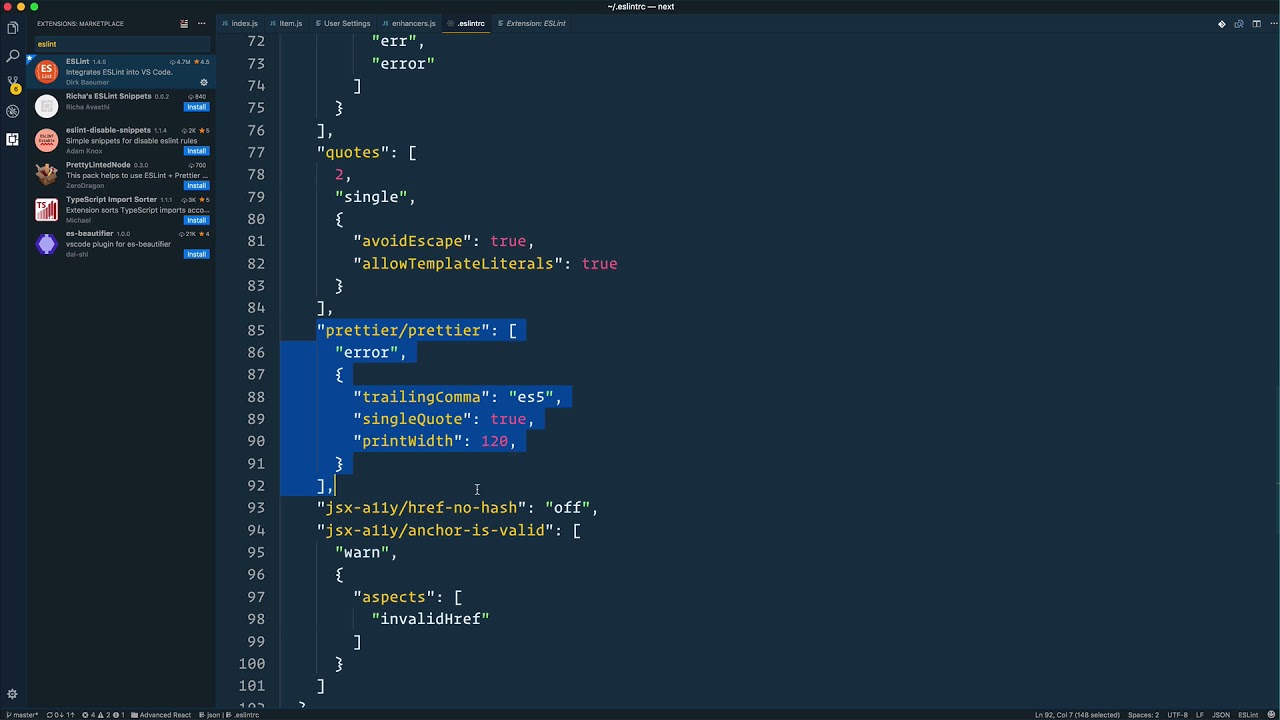 ~/.eslintrc — next
EXTENSIONS: MARKETPLACE
eslint
ESLint 1.4.5 4.7M 4.5
Integrates ESLint into VS Code.
Dirk Baeumer
Richa's ESLint Snippets 0.0.2 840
Richa Avasthi Install
eslint-disable-snippets 1.1.4 2K 5
Simple snippets for disable eslint rules
Adam Knox Install
PrettyLintedNode 0.3.0 700
This pack helps to use ESLint + Prettier ...
ZeroDragon Install
TypeScript Import Sorter 1.1.1 3K 5
Extension sorts TypeScript imports acco...
Michael Install
es-beautifier 1.0.0 21K 4
vscode plugin for es-beautifier
dai-shi Install
6
ES
Lint
TS
index.js Item.js User Settings enhancers.js .eslintrc Extension: ESLint
72 "err",
73 "error"
74 ]
75 }
76 ],
77 "quotes": [
78 2,
79 "single",
80 {
81 "avoidEscape": true,
82 "allowTemplateLiterals": true
83 }
84 ],
85 "prettier/prettier": [
86 "error",
87 {
88 "trailingComma": "es5",
89 "singleQuote": true,
90 "printWidth": 120,
91 }
92 ],
93 "jsx-a11y/href-no-hash": "off",
94 "jsx-a11y/anchor-is-valid": [
95 "warn",
96 {
97 "aspects": [
98 "invalidHref"
99 ]
100 }
101 ]
master* 0↓ 1↑ 4 2 1 Advanced React json .eslintrc Ln 92, Col 7 (148 selected) Spaces: 2 UTF-8 LF JSON ESLint